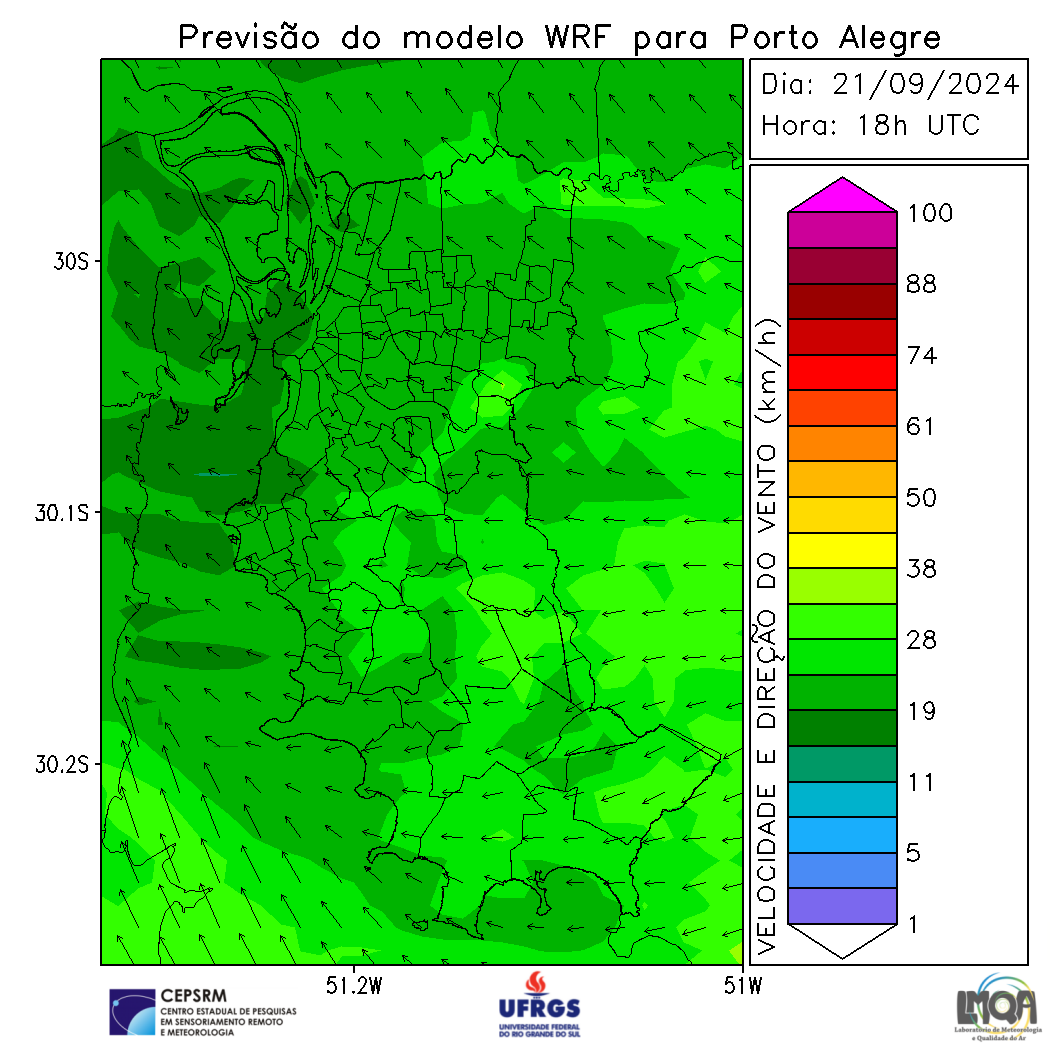 Previsão do modelo WRF para Porto Alegre
Dia: 21/09/2024
Hora: 18h UTC
30S
30.1S
30.2S
51.2W
51W
VELOCIDADE E DIREÇÃO DO VENTO (km/h)
100
88
74
61
50
38
28
19
11
5
1
CEPSRM
CENTRO ESTADUAL DE PESQUISAS
EM SENSORIAMENTO REMOTO
E METEOROLOGIA
UFRGS
UNIVERSIDADE FEDERAL
DO RIO GRANDE DO SUL
LMQA
Laboratório de Meteorologia
e Qualidade do Ar